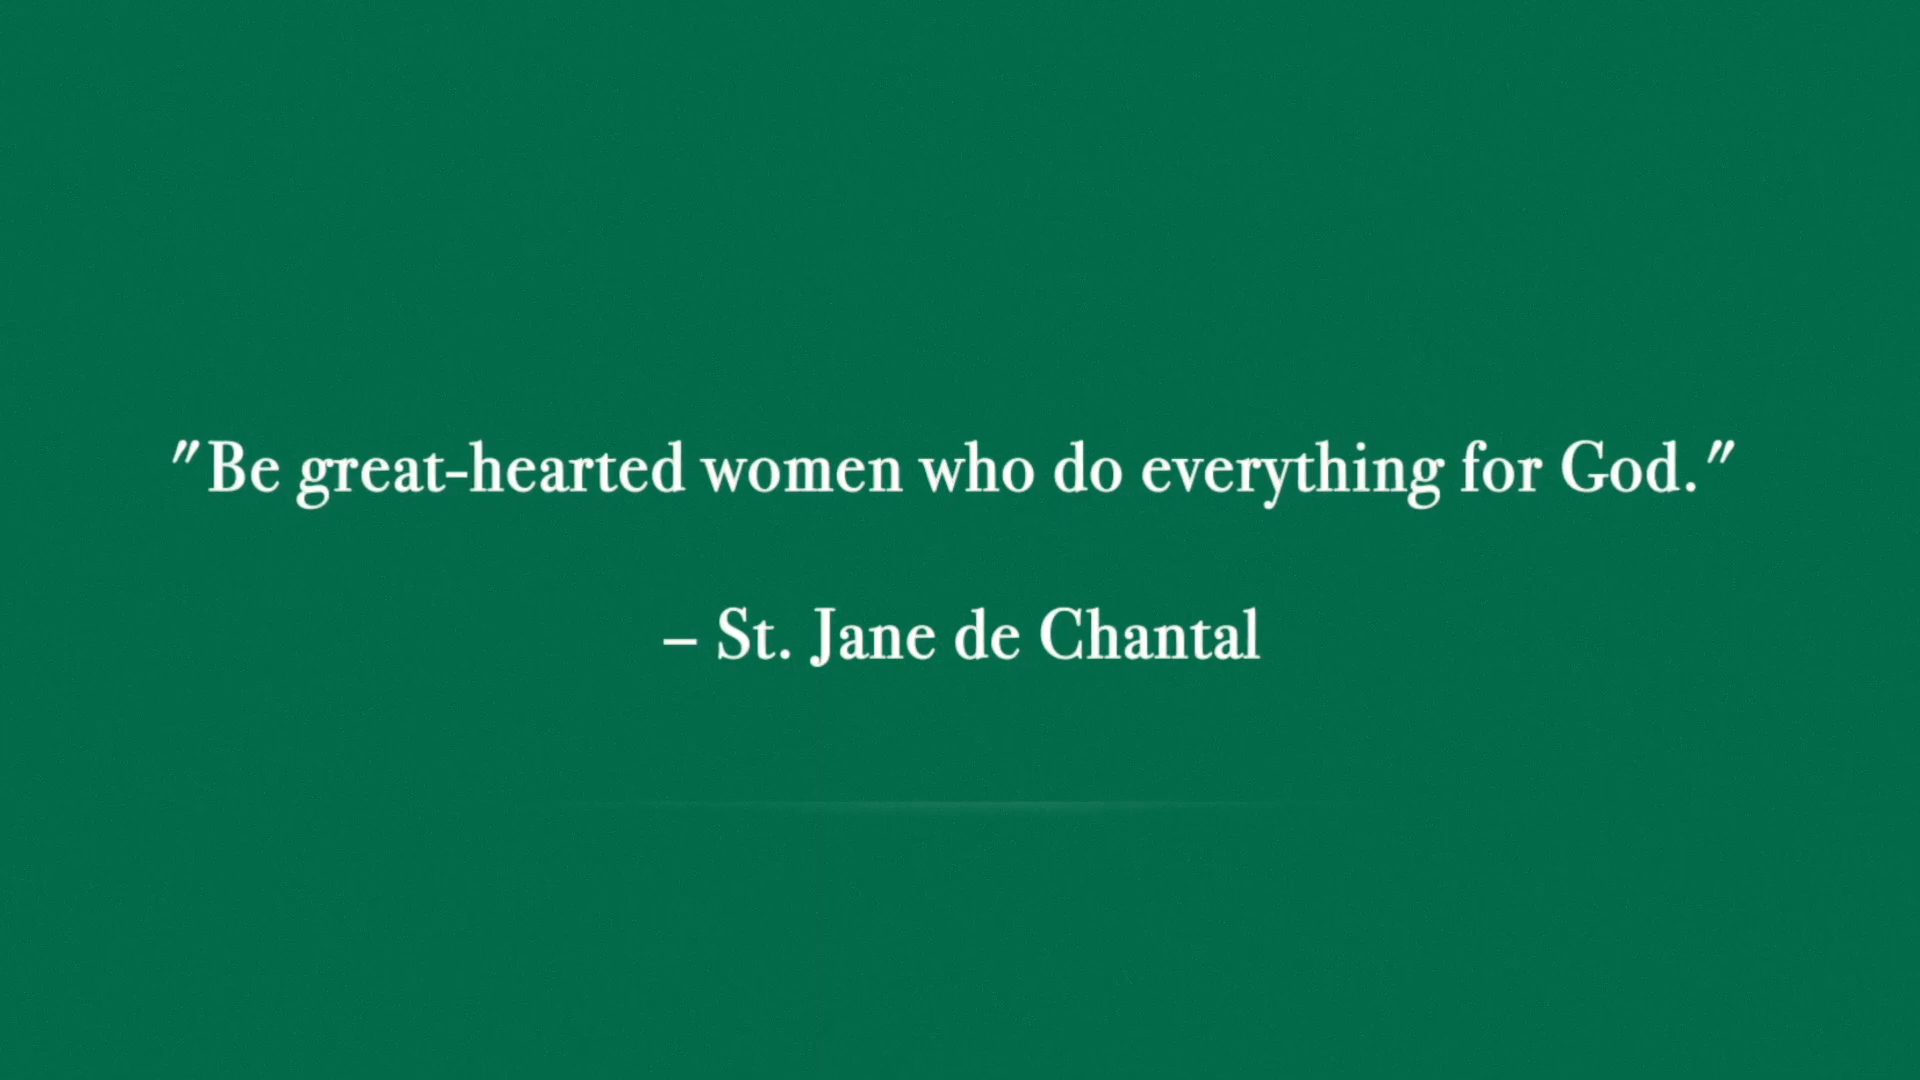 "Be great-hearted women who do everything for God."
– St. Jane de Chantal